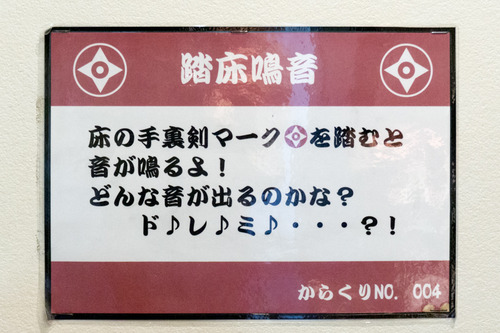 踏床鳴音
床の手裏剣マークを踏むと
音が鳴るよ！
どんな音が出るのかな？
ド♪レ♪ミ♪・・・？！
からくりNO. 004